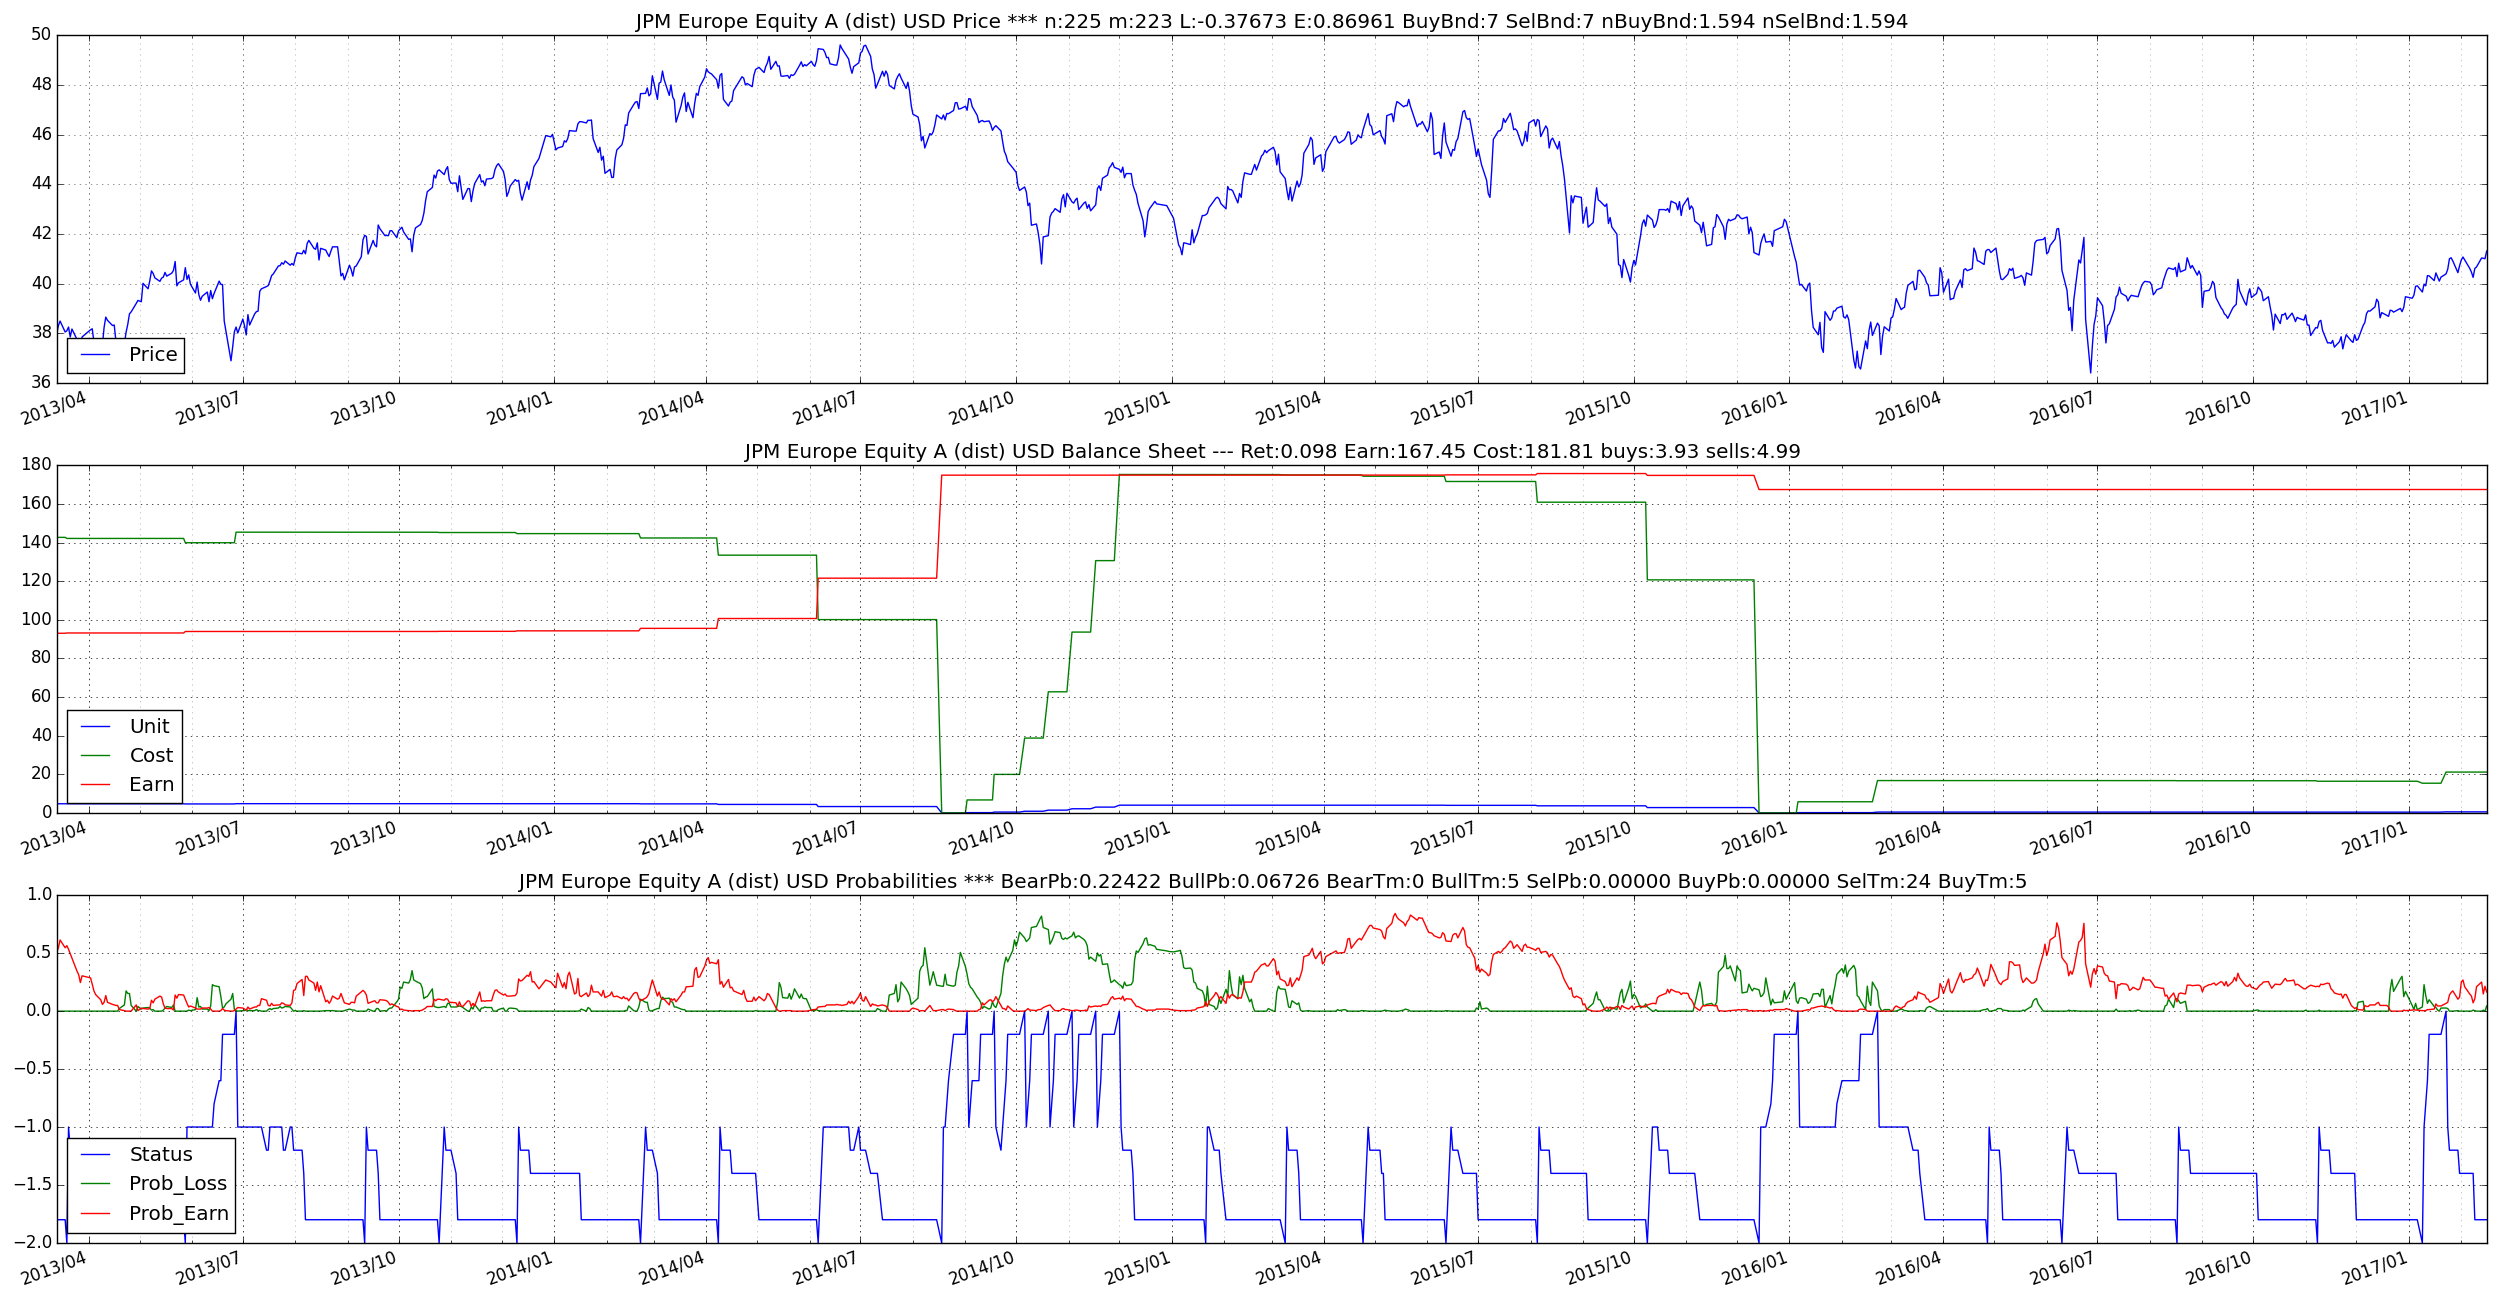 JPM Europe Equity A (dist) USD Price *** n:225 m:223 L:-0.37673 E:0.86961 BuyBnd:7 SelBnd:7 nBuyBnd:1.594 nSelBnd:1.594
50
48
46
44
42
40
38
36
Price
2013/04 2013/07 2013/10 2014/01 2014/04 2014/07 2014/10 2015/01 2015/04 2015/07 2015/10 2016/01 2016/04 2016/07 2016/10 2017/01
JPM Europe Equity A (dist) USD Balance Sheet --- Ret:0.098 Earn:167.45 Cost:181.81 buys:3.93 sells:4.99
180
160
140
120
100
80
60
40
20
0
Unit
Cost
Earn
2013/04 2013/07 2013/10 2014/01 2014/04 2014/07 2014/10 2015/01 2015/04 2015/07 2015/10 2016/01 2016/04 2016/07 2016/10 2017/01
JPM Europe Equity A (dist) USD Probabilities *** BearPb:0.22422 BullPb:0.06726 BearTm:0 BullTm:5 SelPb:0.00000 BuyPb:0.00000 SelTm:24 BuyTm:5
1.0
0.5
0.0
−0.5
−1.0
−1.5
−2.0
Status
Prob_Loss
Prob_Earn
2013/04 2013/07 2013/10 2014/01 2014/04 2014/07 2014/10 2015/01 2015/04 2015/07 2015/10 2016/01 2016/04 2016/07 2016/10 2017/01